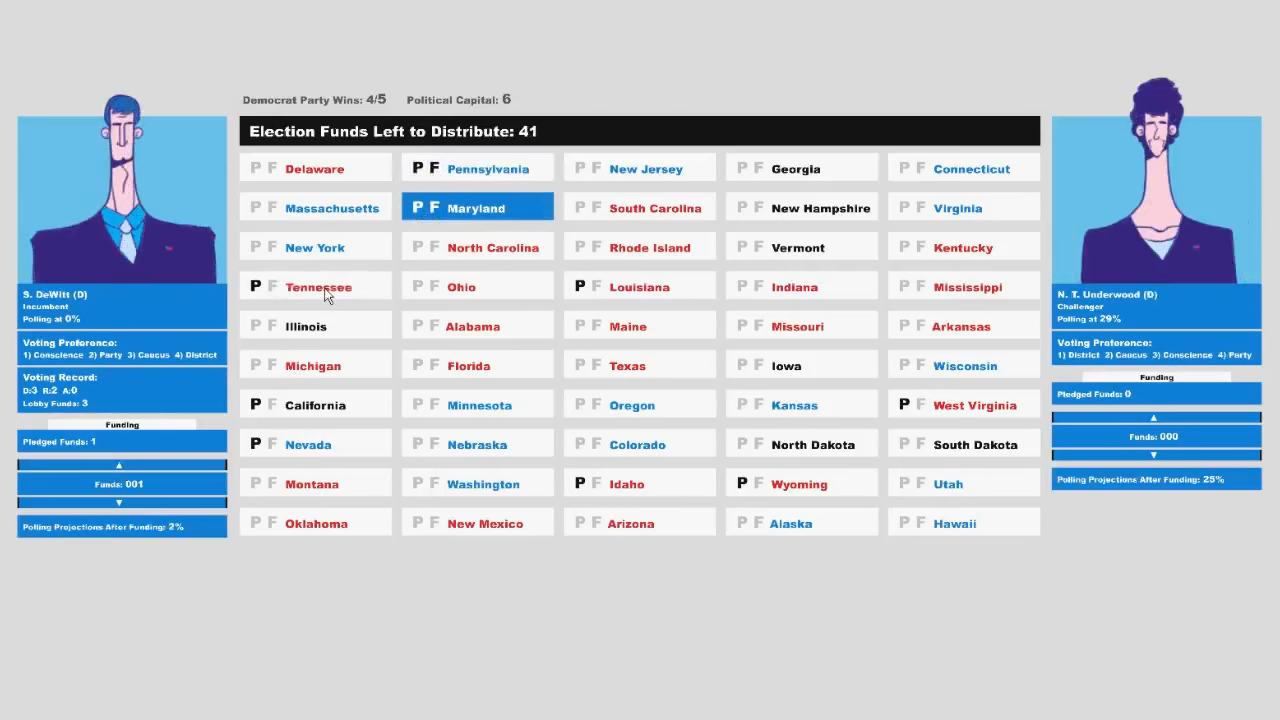 Democrat Party Wins: 4/5 Political Capital: 6
Election Funds Left to Distribute: 41
P F Delaware
P F Pennsylvania
P F New Jersey
P F Georgia
P F Connecticut
P F Massachusetts
P F Maryland
P F South Carolina
P F New Hampshire
P F Virginia
P F New York
P F North Carolina
P F Rhode Island
P F Vermont
P F Kentucky
P F Tennessee
P F Ohio
P F Louisiana
P F Indiana
P F Mississippi
P F Illinois
P F Alabama
P F Maine
P F Missouri
P F Arkansas
P F Michigan
P F Florida
P F Texas
P F Iowa
P F Wisconsin
P F California
P F Minnesota
P F Oregon
P F Kansas
P F West Virginia
P F Nevada
P F Nebraska
P F Colorado
P F North Dakota
P F South Dakota
P F Montana
P F Washington
P F Idaho
P F Wyoming
P F Utah
P F Oklahoma
P F New Mexico
P F Arizona
P F Alaska
P F Hawaii
S. DeWitt (D)
Incumbent
Polling at 0%
Voting Preference:
1) Conscience 2) Party 3) Caucus 4) District
Voting Record:
D:3 R:2 A:0
Lobby Funds: 3
Funding
Pledged Funds: 1
Funds: 001
Polling Projections After Funding: 2%
N. T. Underwood (D)
Challenger
Polling at 29%
Voting Preference:
1) District 2) Caucus 3) Conscience 4) Party
Funding
Pledged Funds: 0
Funds: 000
Polling Projections After Funding: 25%